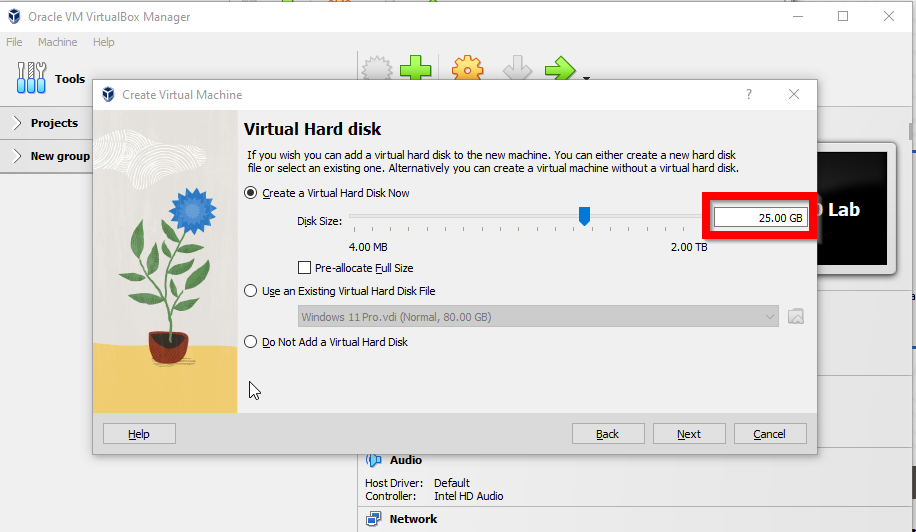 Oracle VM VirtualBox Manager
File Machine Help
Tools
Projects
New group
Create Virtual Machine
?
Virtual Hard disk
If you wish you can add a virtual hard disk to the new machine. You can either create a new hard disk
file or select an existing one. Alternatively you can create a virtual machine without a virtual hard disk.
Create a Virtual Hard Disk Now
Disk Size:
25.00 GB
4.00 MB 2.00 TB
Pre-allocate Full Size
Use an Existing Virtual Hard Disk File
Windows 11 Pro.vdi (Normal, 80.00 GB)
Do Not Add a Virtual Hard Disk
Help Back Next Cancel
Lab
Audio
Host Driver: Default
Controller: Intel HD Audio
Network